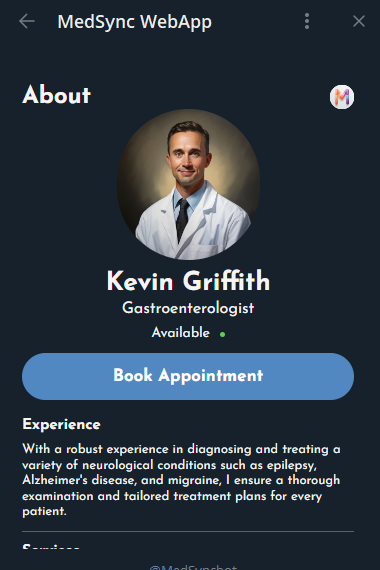 MedSync WebApp
About
M
Kevin Griffith
Gastroenterologist
Available
Book Appointment
Experience
With a robust experience in diagnosing and treating a
variety of neurological conditions such as epilepsy,
Alzheimer's disease, and migraine, I ensure a thorough
examination and tailored treatment plans for every
patient.
Services
@MedSyncbot